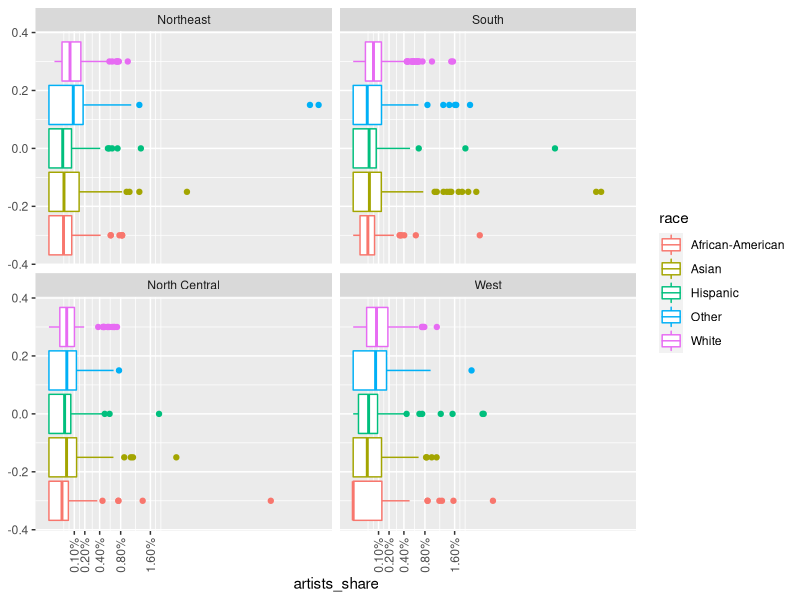 Northeast
South
0.4
0.2
0.0
-0.2
-0.4
North Central
West
0.4
0.2
0.0
-0.2
-0.4
0.10%
0.20%
0.40%
0.80%
1.60%
0.10%
0.20%
0.40%
0.80%
1.60%
artists_share
race
African-American
Asian
Hispanic
Other
White